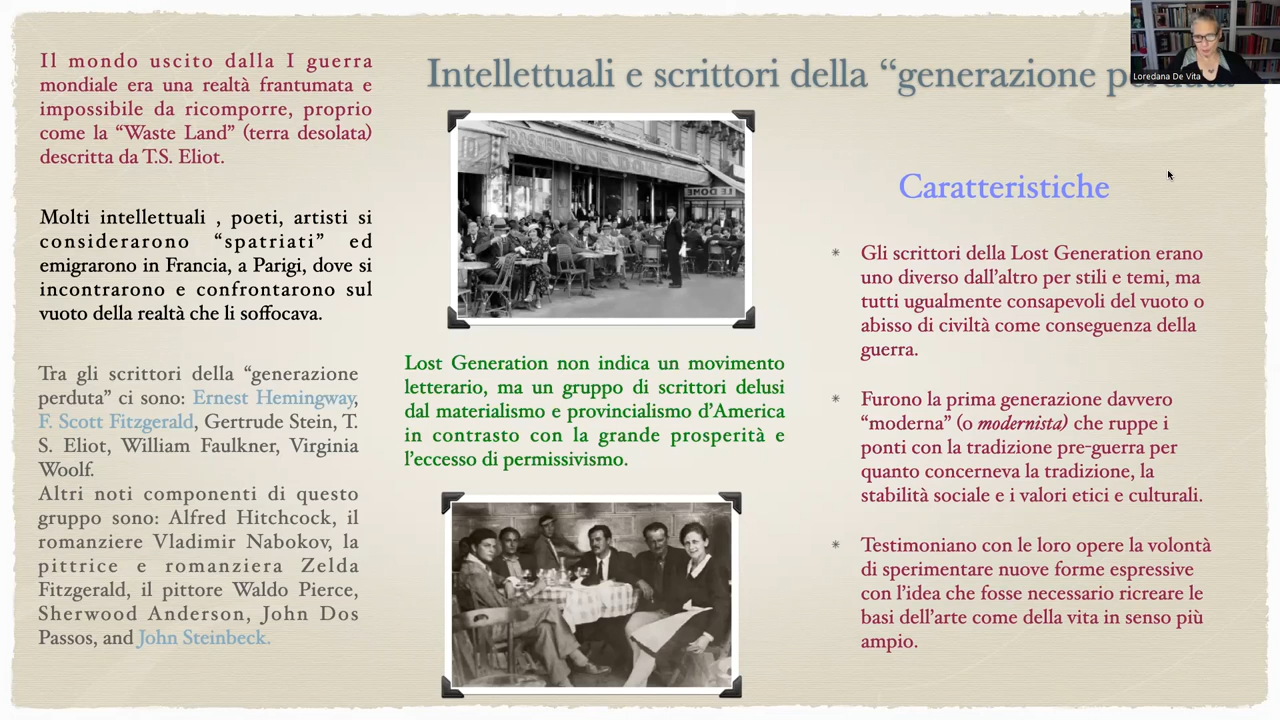 Il mondo uscito dalla I guerra
mondiale era una realtà frantumata e
impossibile da ricomporre, proprio
come la “Waste Land” (terra desolata)
descritta da T.S. Eliot.
Molti intellettuali , poeti, artisti si
considerarono “spatriati” ed
emigrarono in Francia, a Parigi, dove si
incontrarono e confrontarono sul
vuoto della realtà che li soffocava.
Tra gli scrittori della “generazione
perduta” ci sono: Ernest Hemingway,
F. Scott Fitzgerald, Gertrude Stein, T.
S. Eliot, William Faulkner, Virginia
Woolf.
Altri noti componenti di questo
gruppo sono: Alfred Hitchcock, il
romanziere Vladimir Nabokov, la
pittrice e romanziera Zelda
Fitzgerald, il pittore Waldo Pierce,
Sherwood Anderson, John Dos
Passos, and John Steinbeck.
Intellettuali e scrittori della “generazione
Loredana De Vita
LE DOME
Lost Generation non indica un movimento
letterario, ma un gruppo di scrittori delusi
dal materialismo e provincialismo d’America
in contrasto con la grande prosperità e
l’eccesso di permissivismo.
Caratteristiche
Gli scrittori della Lost Generation erano
uno diverso dall’altro per stili e temi, ma
tutti ugualmente consapevoli del vuoto o
abisso di civiltà come conseguenza della
guerra.
Furono la prima generazione davvero
“moderna” (o modernista) che ruppe i
ponti con la tradizione pre-guerra per
quanto concerneva la tradizione, la
stabilità sociale e i valori etici e culturali.
Testimoniano con le loro opere la volontà
di sperimentare nuove forme espressive
con l’idea che fosse necessario ricreare le
basi dell’arte come della vita in senso più
ampio.